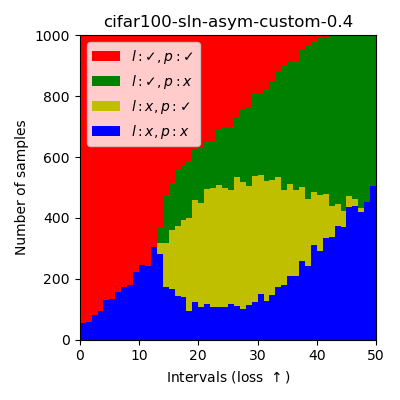 cifar100-sln-asym-custom-0.4
1000
800
600
400
200
0
Number of samples
l:✓,p:✓
l:✓,p:x
l:x,p:✓
l:x,p:x
0 10 20 30 40 50
Intervals (loss ↑)